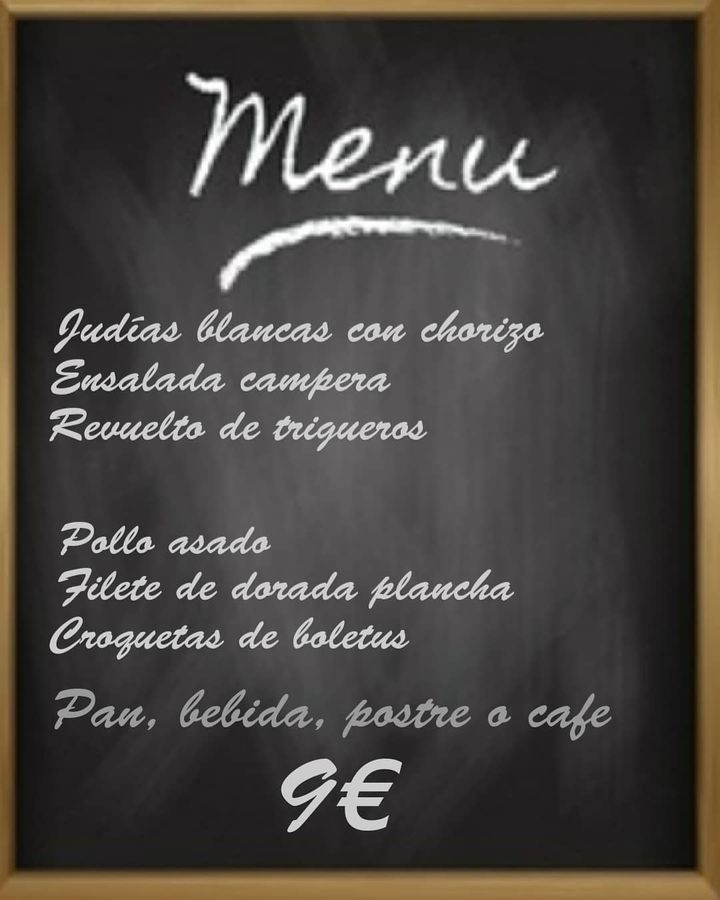 Menu
Judías blancas con chorizo
Ensalada campera
Revuelto de trigueros
Pollo asado
Filete de dorada plancha
Croquetas de boletus
Pan, bebida, postre o cafe
9€